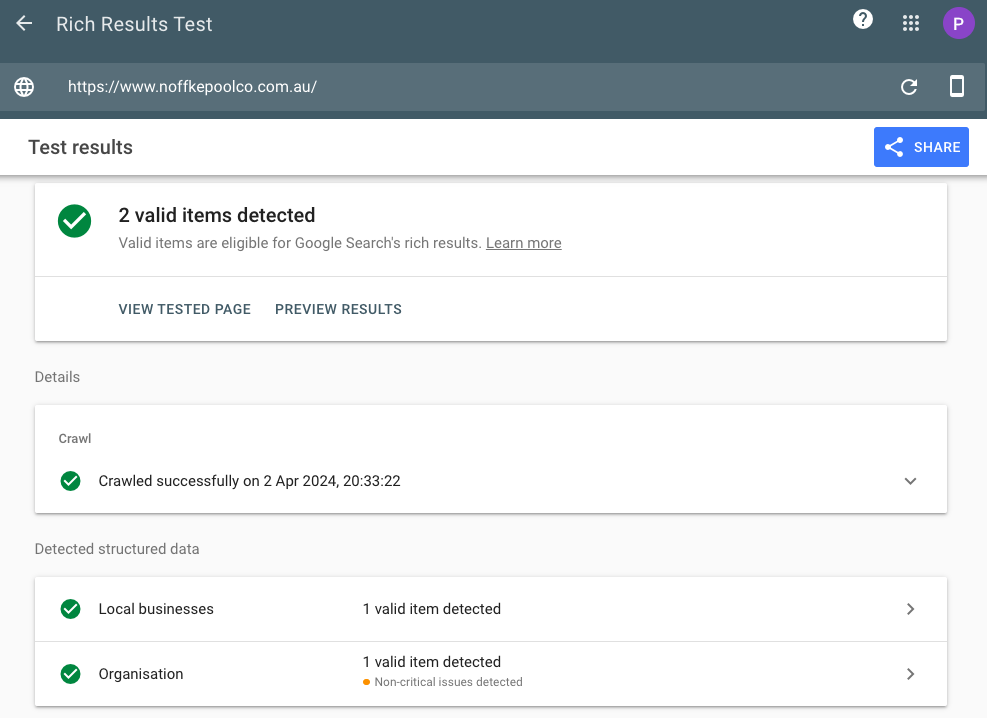 Rich Results Test
P
https://www.noffkepoolco.com.au/
Test results
SHARE
2 valid items detected
Valid items are eligible for Google Search's rich results. Learn more
VIEW TESTED PAGE PREVIEW RESULTS
Details
Crawl
Crawled successfully on 2 Apr 2024, 20:33:22
Detected structured data
Local businesses 1 valid item detected
Organisation 1 valid item detected
Non-critical issues detected